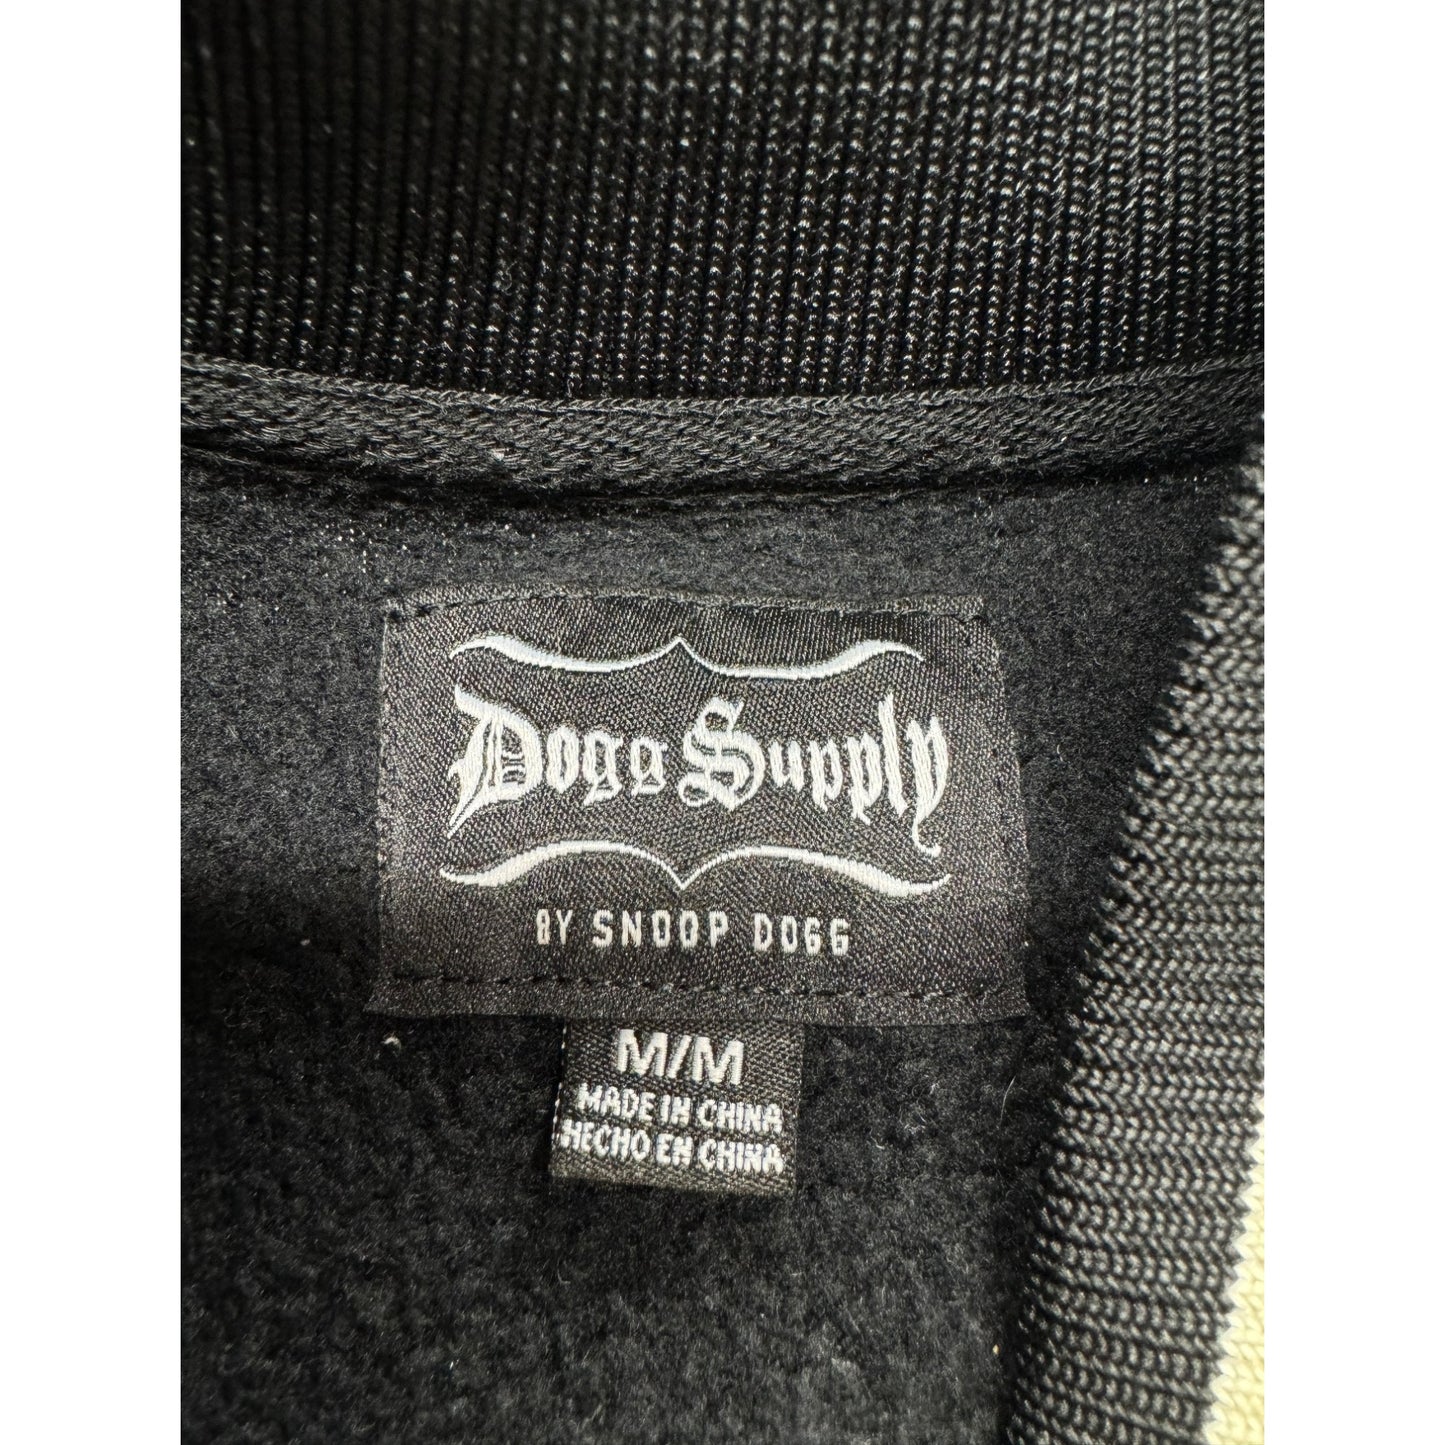 Dogg Supply
BY SNOOP DOGG
M/M
MADE IN CHINA
HECHO EN CHINA